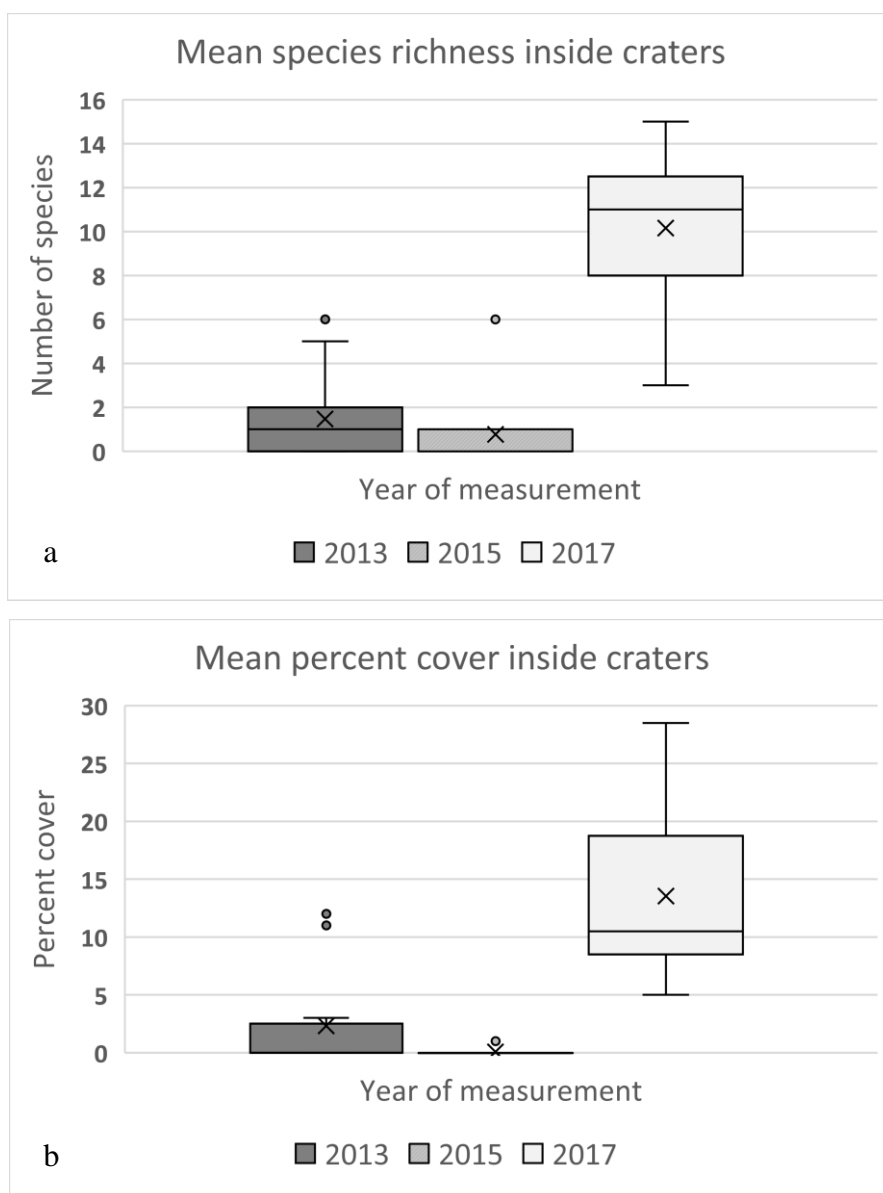 Mean species richness inside craters
16
14
12
10
8
6
4
2
0
Number of species
Year of measurement
a
2013 2015 2017
Mean percent cover inside craters
30
25
20
15
10
5
0
Percent cover
Year of measurement
b
2013 2015 2017